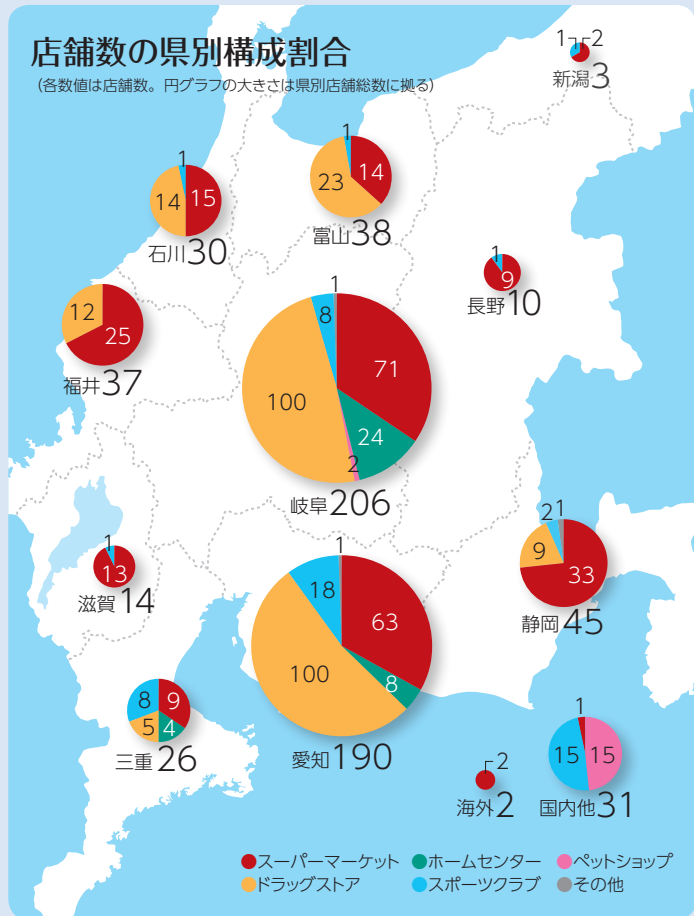 店舗数の県別構成割合
（各数値は店舗数。円グラフの大きさは県別店舗総数に拠る）
1 2
新潟3
1
14 15
石川30
1
23 14
富山38
1
9
長野10
12
25
福井37
1
8
71
100
24
2
岐阜206
1
13
滋賀14
2 1
9
33
静岡45
1
18
63
100
8
愛知190
8 9
5 4
三重26
2
海外2
1
15 15
国内他31
スーパーマーケット ホームセンター ペットショップ
ドラッグストア スポーツクラブ その他